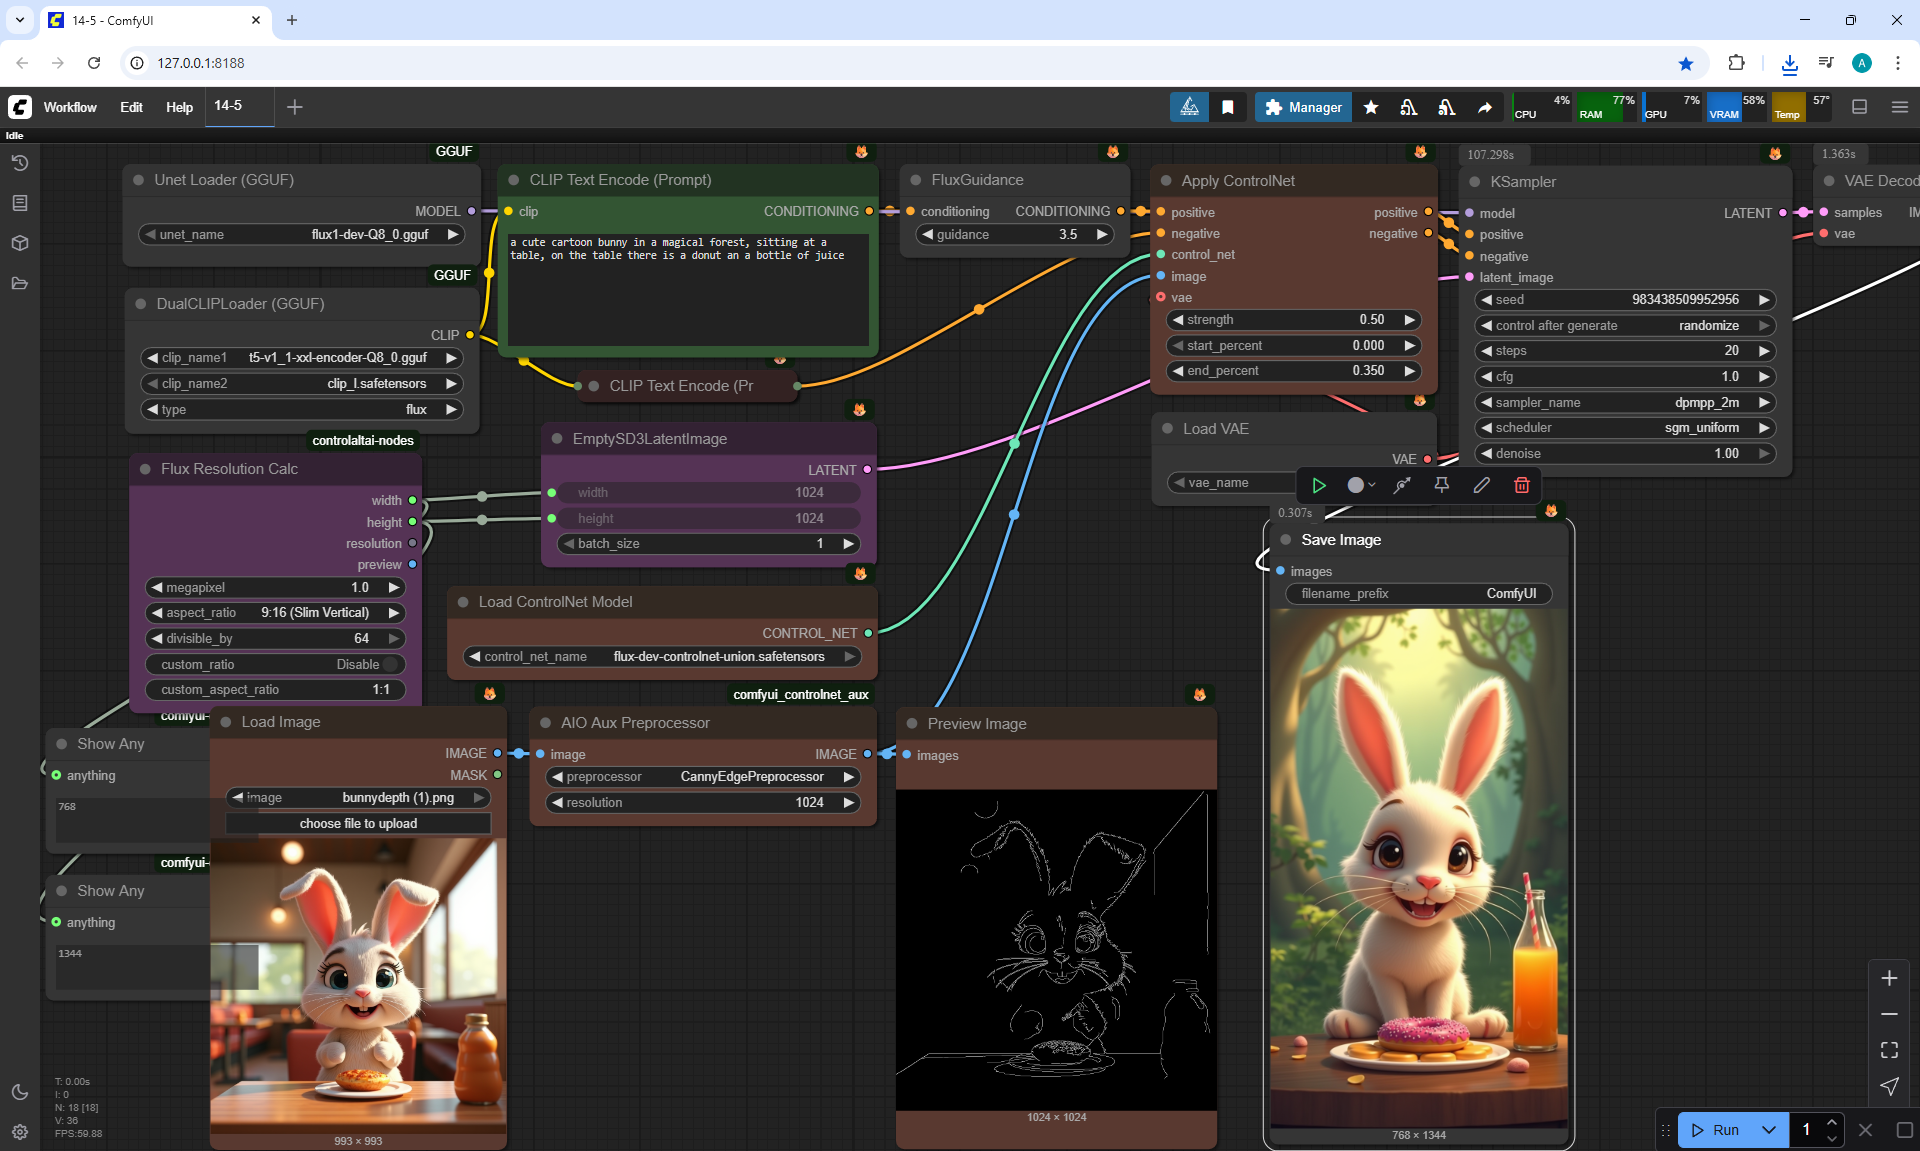 14-5 - ComfyUI
127.0.0.1:8188
A
Workflow
Edit
Help
14-5
Manager
CPU 4%
RAM 77%
GPU 7%
VRAM 58%
Temp 57°
Idle
GGUF
Unet Loader (GGUF)
MODEL
unet_name flux1-dev-Q8_0.gguf
GGUF
DualCLIPLoader (GGUF)
CLIP
clip_name1 t5-v1_1-xxl-encoder-Q8_0.gguf
clip_name2 clip_l.safetensors
type flux
CLIP Text Encode (Prompt)
clip CONDITIONING
a cute cartoon bunny in a magical forest, sitting at a
table, on the table there is a donut an a bottle of juice
CLIP Text Encode (Pr
FluxGuidance
conditioning CONDITIONING
guidance 3.5
Apply ControlNet
positive positive
negative negative
control_net
image
vae
strength 0.50
start_percent 0.000
end_percent 0.350
107.298s
KSampler
model LATENT
positive
negative
latent_image
seed 983438509952956
control after generate randomize
steps 20
cfg 1.0
sampler_name dpmpp_2m
scheduler sgm_uniform
denoise 1.00
1.363s
VAE Decod
samples IM
vae
controlaltai-nodes
Flux Resolution Calc
width
height
resolution
preview
megapixel 1.0
aspect_ratio 9:16 (Slim Vertical)
divisible_by 64
custom_ratio Disable
custom_aspect_ratio 1:1
EmptySD3LatentImage
LATENT
width 1024
height 1024
batch_size 1
Load VAE
VAE
vae_name
Load ControlNet Model
CONTROL_NET
control_net_name flux-dev-controlnet-union.safetensors
comfyui-
Show Any
anything
768
comfyui-
Show Any
anything
1344
Load Image
IMAGE
MASK
image bunnydepth (1).png
choose file to upload
993 × 993
comfyui_controlnet_aux
AIO Aux Preprocessor
image IMAGE
preprocessor CannyEdgePreprocessor
resolution 1024
Preview Image
images
1024 × 1024
0.307s
Save Image
images
filename_prefix ComfyUI
768 × 1344
T: 0.00s
I: 0
N: 18 [18]
V: 36
FPS:59.88
Run
1